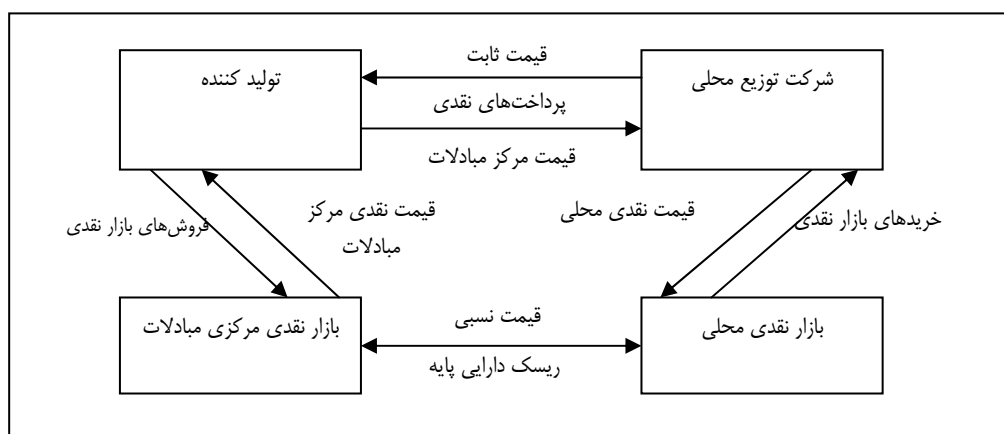 قیمت ثابت
شرکت توزیع محلی
تولید کننده
پرداخت‌های نقدی
قیمت مرکز مبادلات
خریدهای بازار نقدی
قیمت نقدی محلی
قیمت نقدی مرکز
مبادلات
فروش‌های بازار نقدی
بازار نقدی محلی
قیمت نسبی
بازار نقدی مرکزی مبادلات
ریسک دارایی پایه